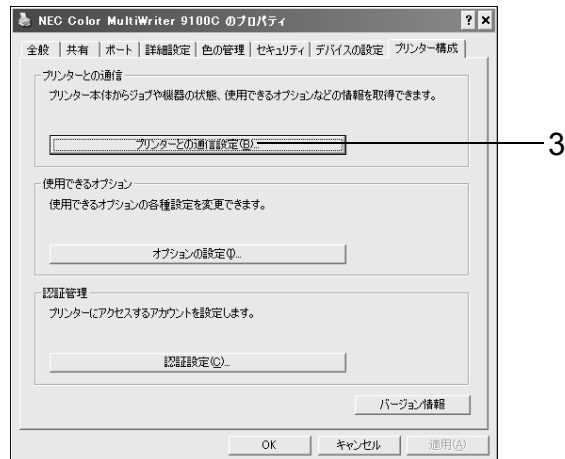 NEC Color MultiWriter 9100C のプロパティ
全般 共有 ポート 詳細設定 色の管理 セキュリティ デバイスの設定 プリンター構成
プリンターとの通信
プリンター本体からジョブや機器の状態、使用できるオプションなどの情報を取得できます。
プリンターとの通信設定(B)... 3
使用できるオプション
使用できるオプションの各種設定を変更できます。
オプションの設定(I)...
認証管理
プリンターにアクセスするアカウントを設定します。
認証設定(C)...
バージョン情報
OK キャンセル 適用(A)